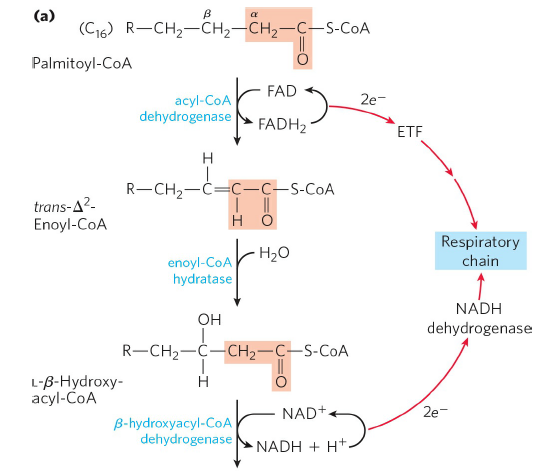 (a)
β α
(C16) R—CH2—CH2—CH2—C—S-CoA
O
Palmitoyl-CoA
acyl-CoA
dehydrogenase
FAD
FADH2
2e−
ETF
H
R—CH2—C=C—C—S-CoA
H O
trans-Δ2-
Enoyl-CoA
enoyl-CoA
hydratase
H2O
Respiratory
chain
NADH
dehydrogenase
OH
R—CH2—C—CH2—C—S-CoA
H O
L-β-Hydroxy-
acyl-CoA
β-hydroxyacyl-CoA
dehydrogenase
NAD+
NADH + H+
2e−